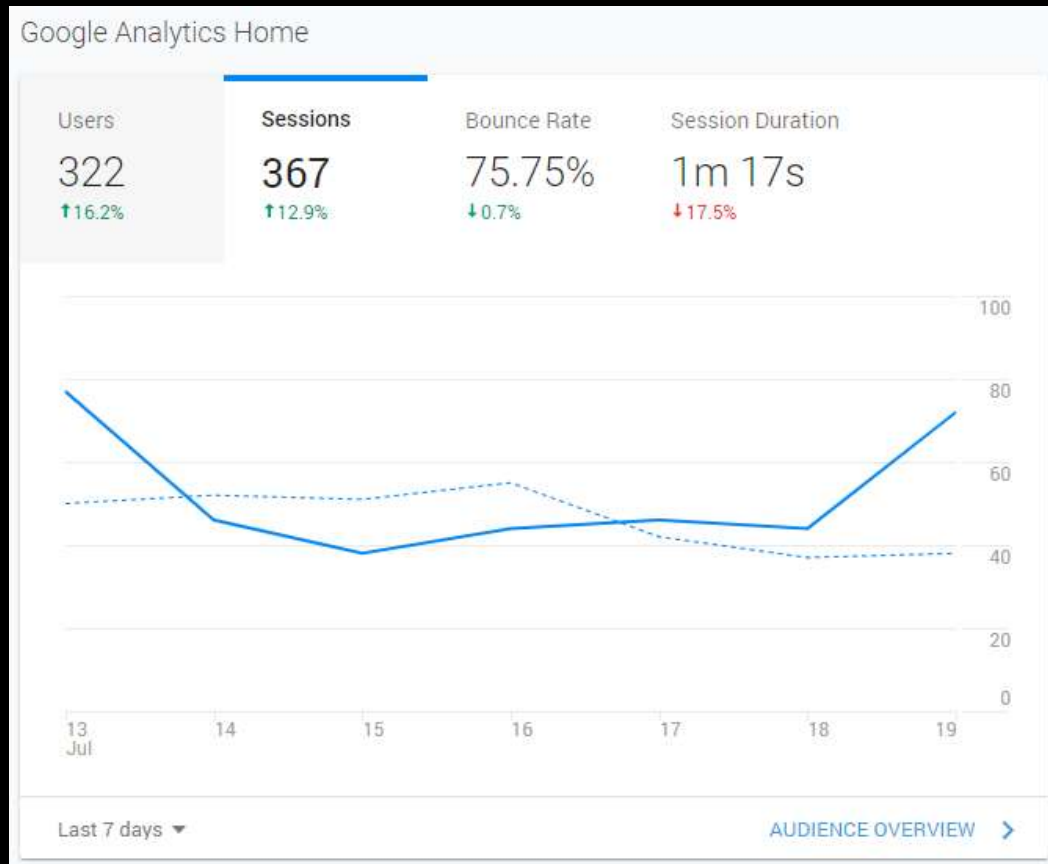 Google Analytics Home
Users Sessions Bounce Rate Session Duration
322 367 75.75% 1m 17s
↑16.2% ↑12.9% ↓0.7% ↓17.5%
100
80
60
40
20
0
13 14 15 16 17 18 19
Jul
Last 7 days AUDIENCE OVERVIEW